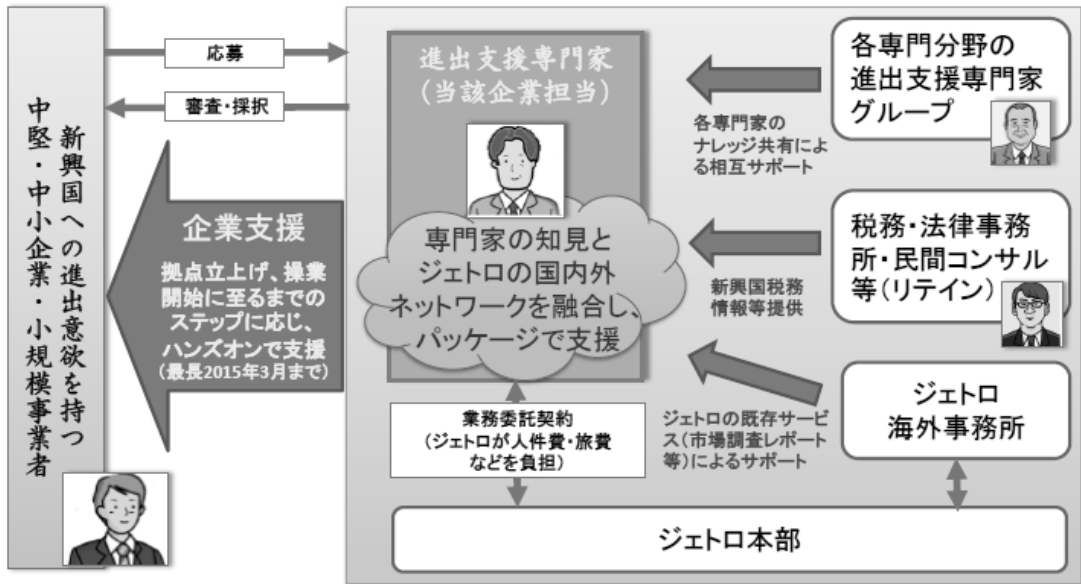 新興国への進出意欲を持つ
中堅・中小企業・小規模事業者
応募
審査・採択
企業支援
拠点立上げ、操業
開始に至るまでの
ステップに応じ、
ハンズオンで支援
(最長2015年3月まで)
進出支援専門家
(当該企業担当)
専門家の知見と
ジェトロの国内外
ネットワークを融合し、
パッケージで支援
業務委託契約
(ジェトロが人件費・旅費
などを負担)
各専門分野の
進出支援専門家
グループ
各専門家の
ナレッジ共有によ
る相互サポート
税務・法律事務
所・民間コンサル
等(リテイン)
新興国税務
情報等提供
ジェトロ
海外事務所
ジェトロの既存サービ
ス(市場調査レポート
等)によるサポート
ジェトロ本部